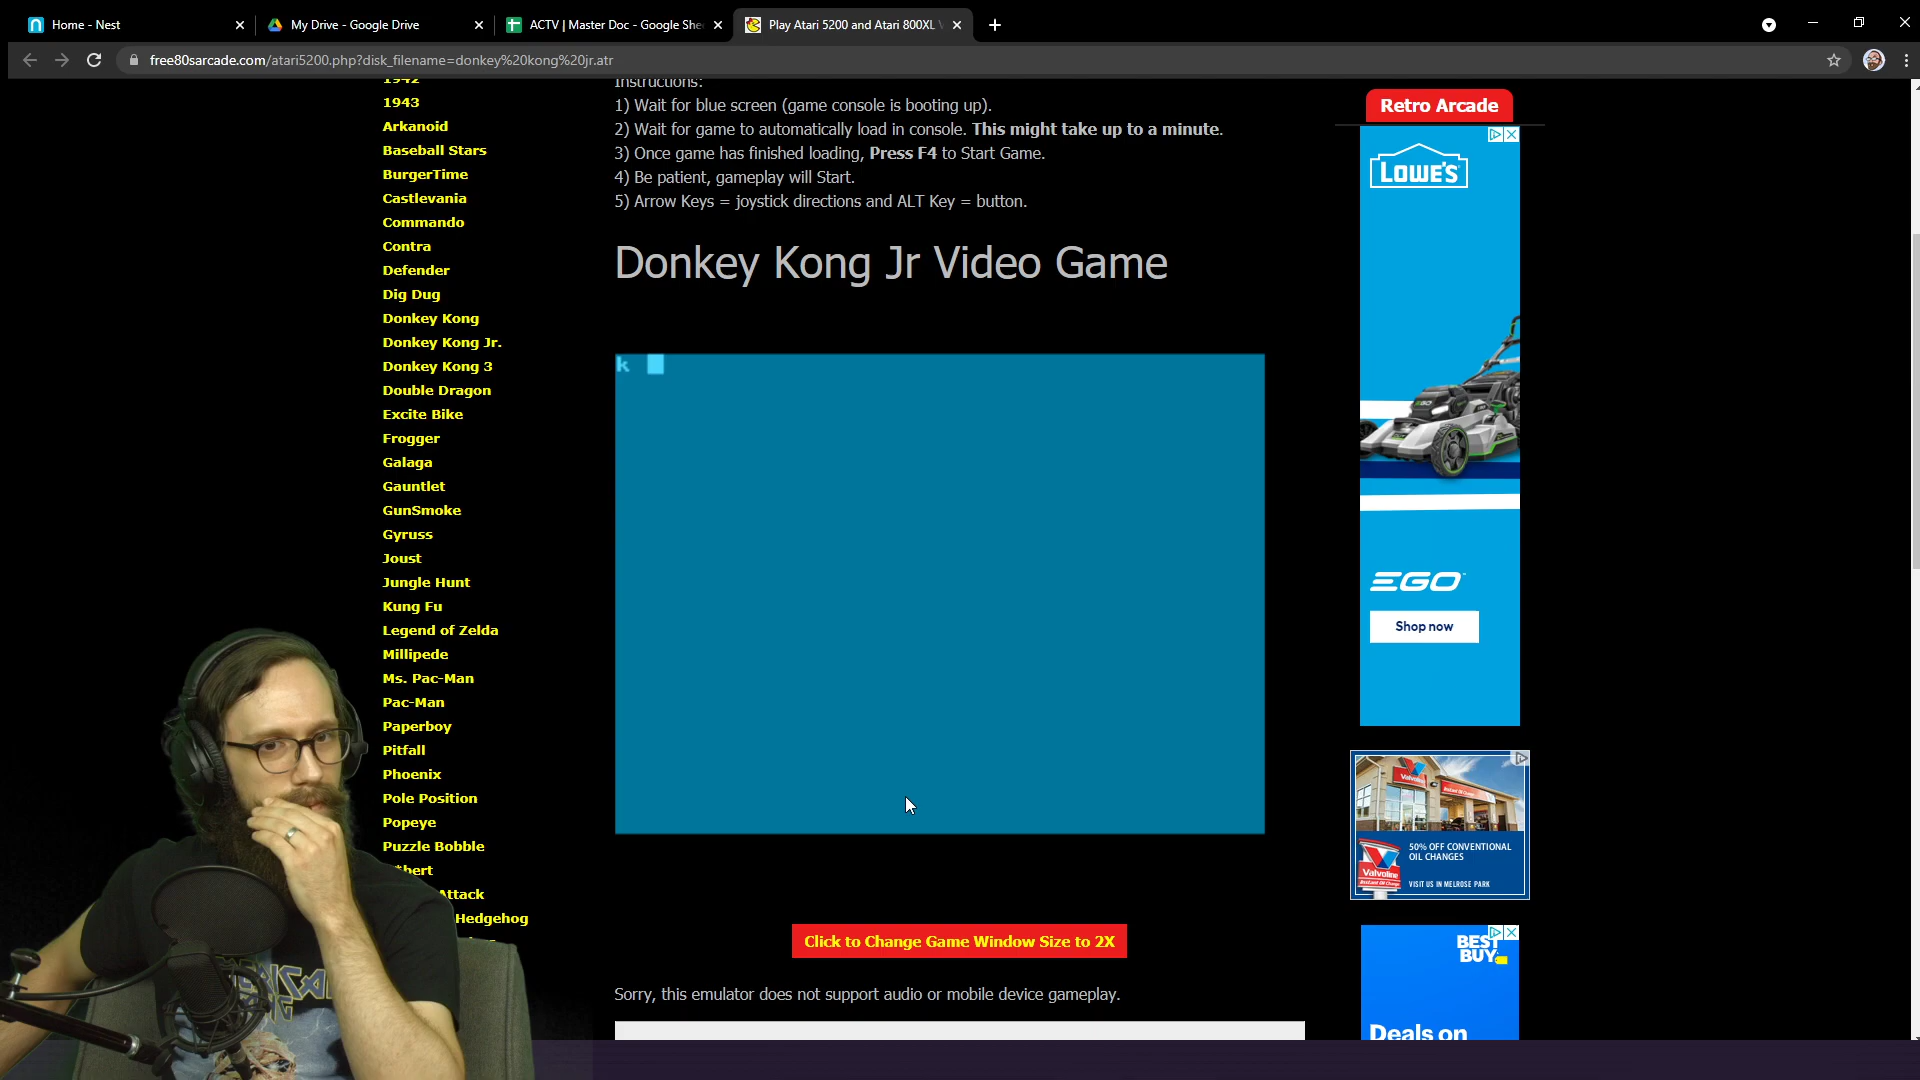 Home - Nest
My Drive - Google Drive
ACTV | Master Doc - Google She
Play Atari 5200 and Atari 800XL V
free80sarcade.com/atari5200.php?disk_filename=donkey%20kong%20jr.atr
1942
1943
Arkanoid
Baseball Stars
BurgerTime
Castlevania
Commando
Contra
Defender
Dig Dug
Donkey Kong
Donkey Kong Jr.
Donkey Kong 3
Double Dragon
Excite Bike
Frogger
Galaga
Gauntlet
GunSmoke
Gyruss
Joust
Jungle Hunt
Kung Fu
Legend of Zelda
Millipede
Ms. Pac-Man
Pac-Man
Paperboy
Pitfall
Phoenix
Pole Position
Popeye
Puzzle Bobble
*bert
Attack
Hedgehog
Instructions:
1) Wait for blue screen (game console is booting up).
2) Wait for game to automatically load in console. This might take up to a minute.
3) Once game has finished loading, Press F4 to Start Game.
4) Be patient, gameplay will Start.
5) Arrow Keys = joystick directions and ALT Key = button.
Donkey Kong Jr Video Game
k
Click to Change Game Window Size to 2X
Sorry, this emulator does not support audio or mobile device gameplay.
Retro Arcade
LOWE'S
EGO
Shop now
Valvoline
50% OFF CONVENTIONAL
OIL CHANGES
Valvoline
Instant Oil Change
VISIT US IN MELROSE PARK
BEST
BUY
Deals on